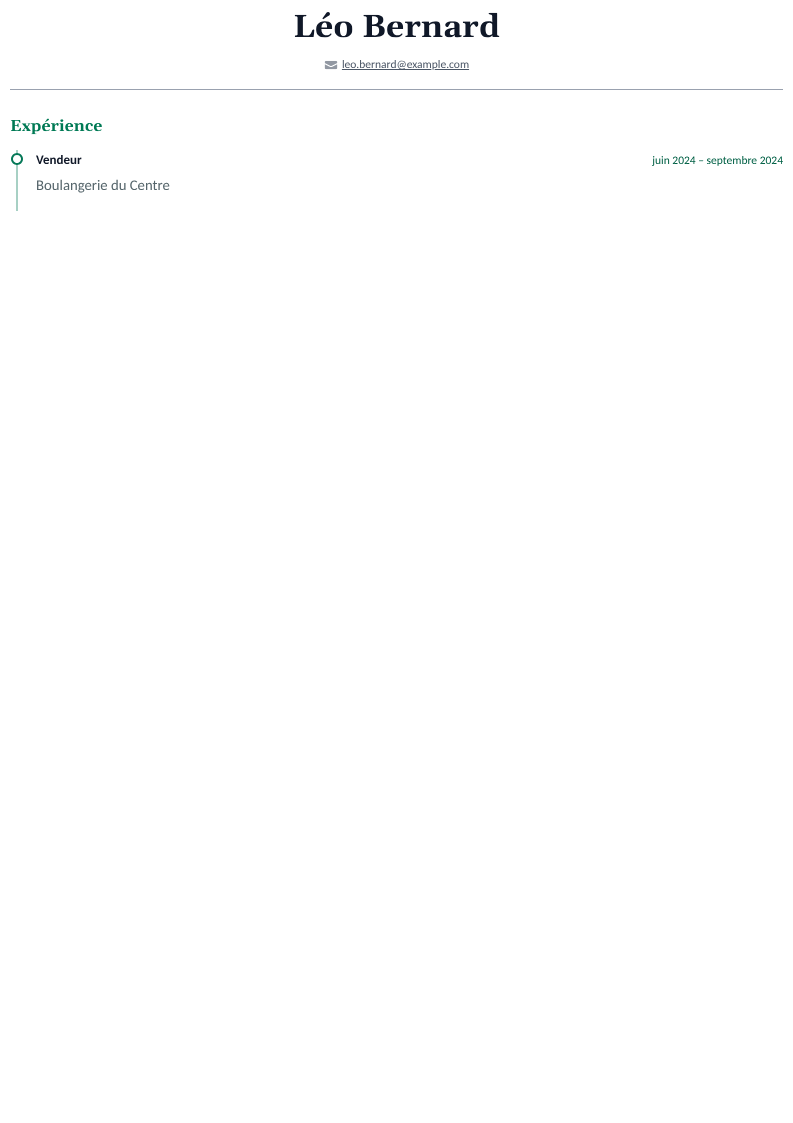 Léo Bernard
leo.bernard@example.com
Expérience
Vendeur juin 2024 – septembre 2024
Boulangerie du Centre